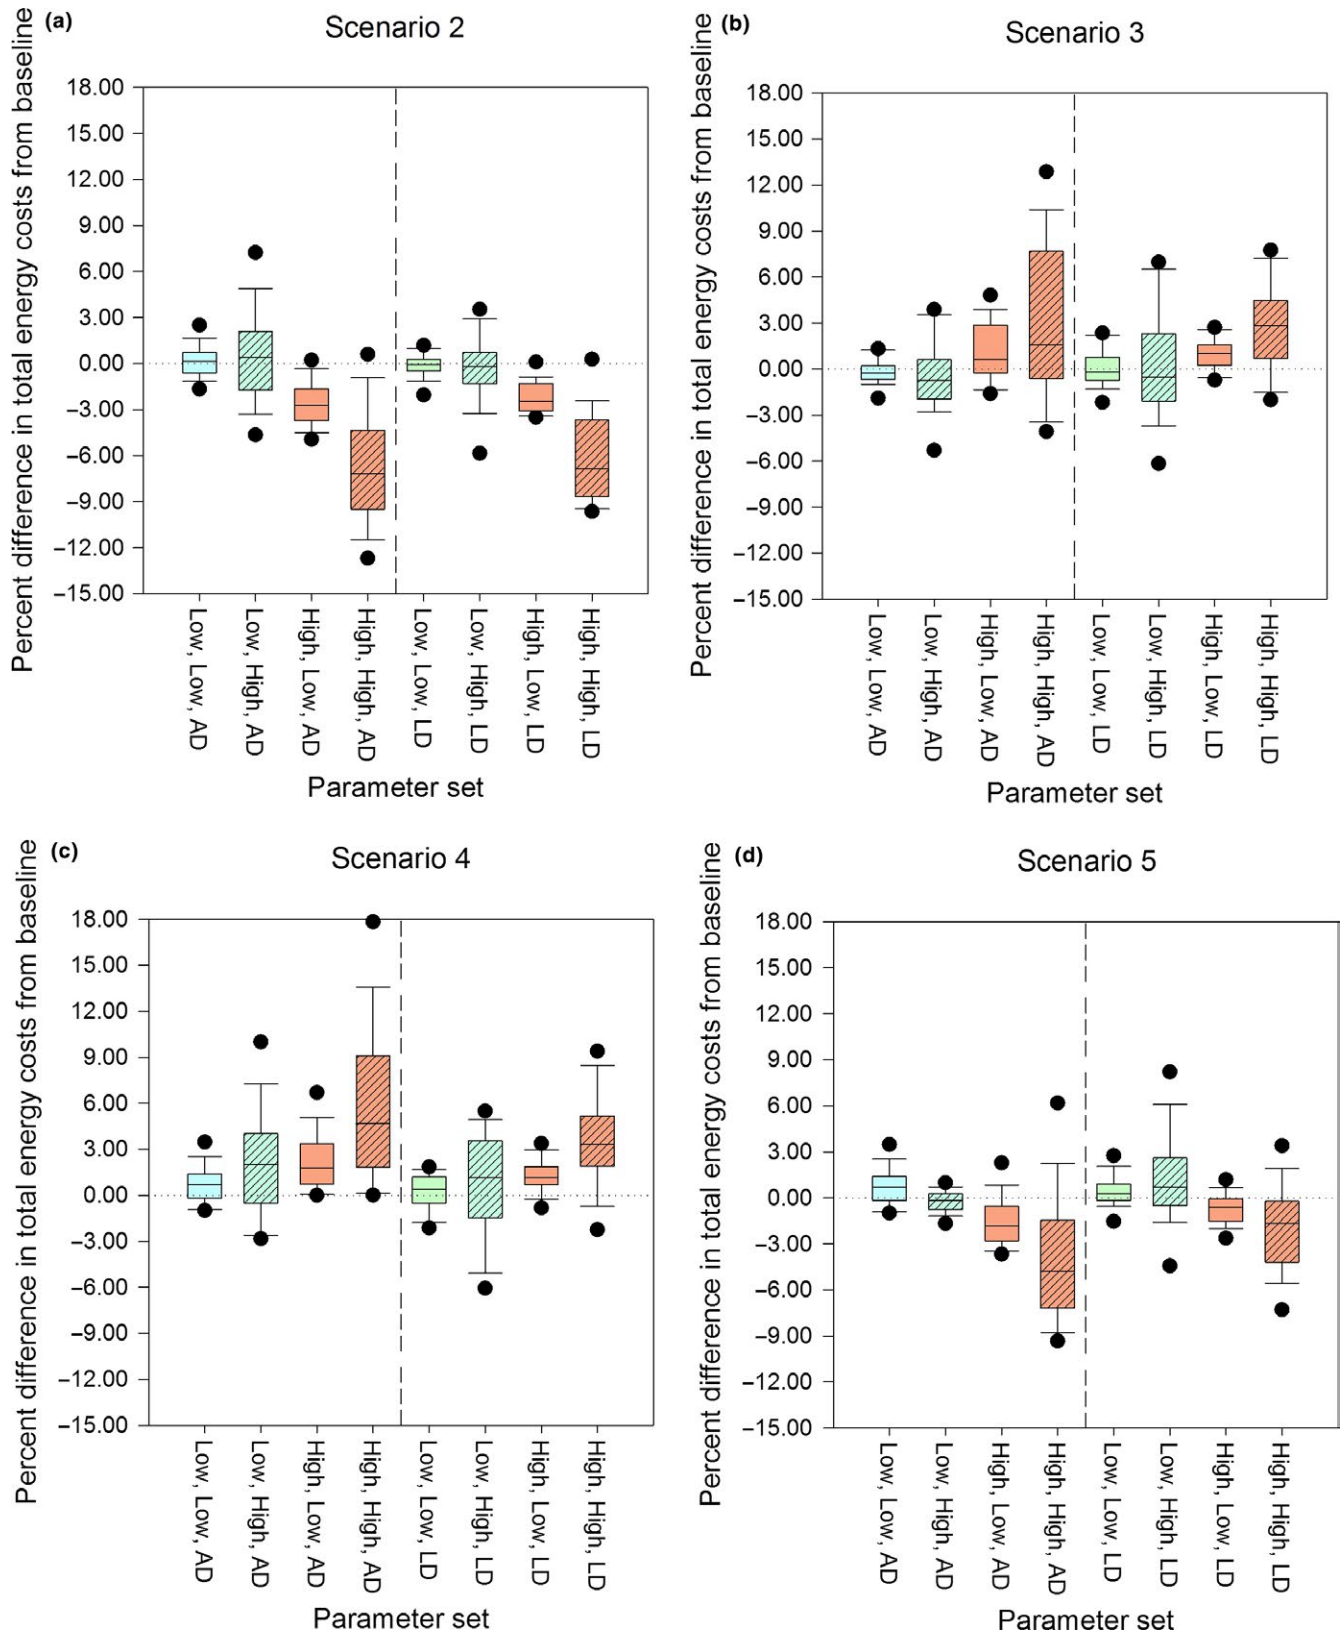 (a)
Scenario 2
Percent difference in total energy costs from baseline
18.00
15.00
12.00
9.00
6.00
3.00
0.00
−3.00
−6.00
−9.00
−12.00
−15.00
Low, Low, AD
Low, High, AD
High, Low, AD
High, High, AD
Low, Low, LD
Low, High, LD
High, Low, LD
High, High, LD
Parameter set
(b)
Scenario 3
Percent difference in total energy costs from baseline
18.00
15.00
12.00
9.00
6.00
3.00
0.00
−3.00
−6.00
−9.00
−12.00
−15.00
Low, Low, AD
Low, High, AD
High, Low, AD
High, High, AD
Low, Low, LD
Low, High, LD
High, Low, LD
High, High, LD
Parameter set
(c)
Scenario 4
Percent difference in total energy costs from baseline
18.00
15.00
12.00
9.00
6.00
3.00
0.00
−3.00
−6.00
−9.00
−12.00
−15.00
Low, Low, AD
Low, High, AD
High, Low, AD
High, High, AD
Low, Low, LD
Low, High, LD
High, Low, LD
High, High, LD
Parameter set
(d)
Scenario 5
Percent difference in total energy costs from baseline
18.00
15.00
12.00
9.00
6.00
3.00
0.00
−3.00
−6.00
−9.00
−12.00
−15.00
Low, Low, AD
Low, High, AD
High, Low, AD
High, High, AD
Low, Low, LD
Low, High, LD
High, Low, LD
High, High, LD
Parameter set